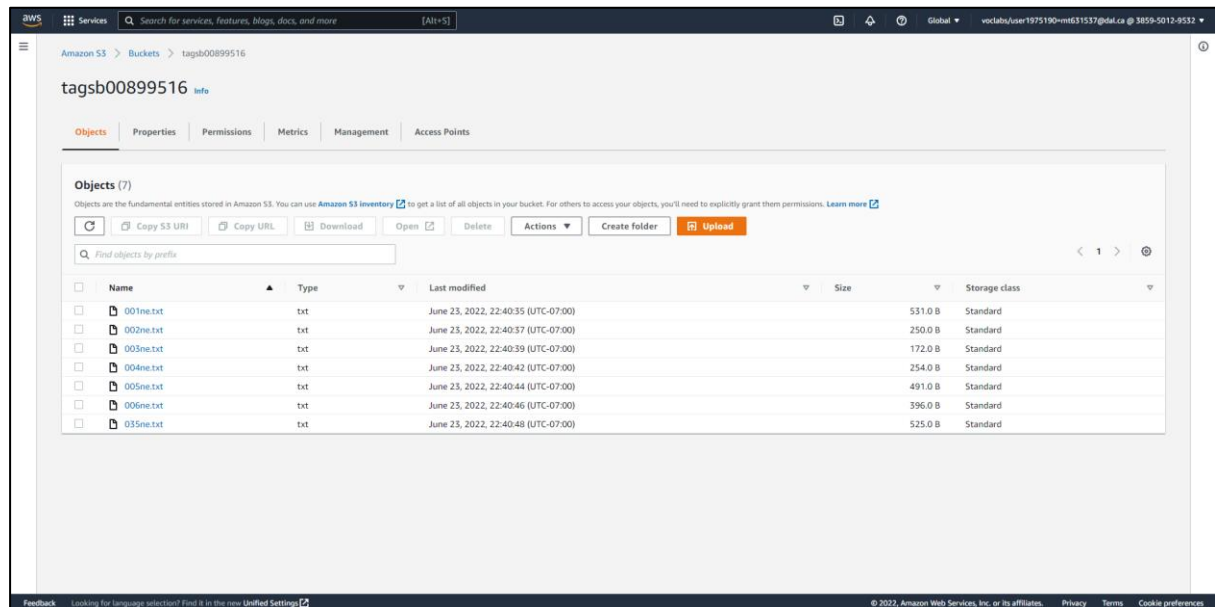 aws Services Search for services, features, blogs, docs, and more [Alt+S] Global voclabs/user1975190=mt631537@dal.ca @ 3859-5012-9532
Amazon S3 > Buckets > tagsb00899516
tagsb00899516 Info
Objects Properties Permissions Metrics Management Access Points
Objects (7)
Objects are the fundamental entities stored in Amazon S3. You can use Amazon S3 inventory to get a list of all objects in your bucket. For others to access your objects, you'll need to explicitly grant them permissions. Learn more
Copy S3 URI Copy URL Download Open Delete Actions Create folder Upload
Find objects by prefix < 1 >
Name Type Last modified Size Storage class
001ne.txt txt June 23, 2022, 22:40:35 (UTC-07:00) 531.0 B Standard
002ne.txt txt June 23, 2022, 22:40:37 (UTC-07:00) 250.0 B Standard
003ne.txt txt June 23, 2022, 22:40:39 (UTC-07:00) 172.0 B Standard
004ne.txt txt June 23, 2022, 22:40:42 (UTC-07:00) 254.0 B Standard
005ne.txt txt June 23, 2022, 22:40:44 (UTC-07:00) 491.0 B Standard
006ne.txt txt June 23, 2022, 22:40:46 (UTC-07:00) 396.0 B Standard
035ne.txt txt June 23, 2022, 22:40:48 (UTC-07:00) 525.0 B Standard
Feedback Looking for language selection? Find it in the new Unified Settings © 2022, Amazon Web Services, Inc. or its affiliates. Privacy Terms Cookie preferences